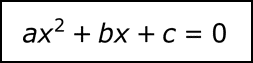 ax² + bx + c = 0